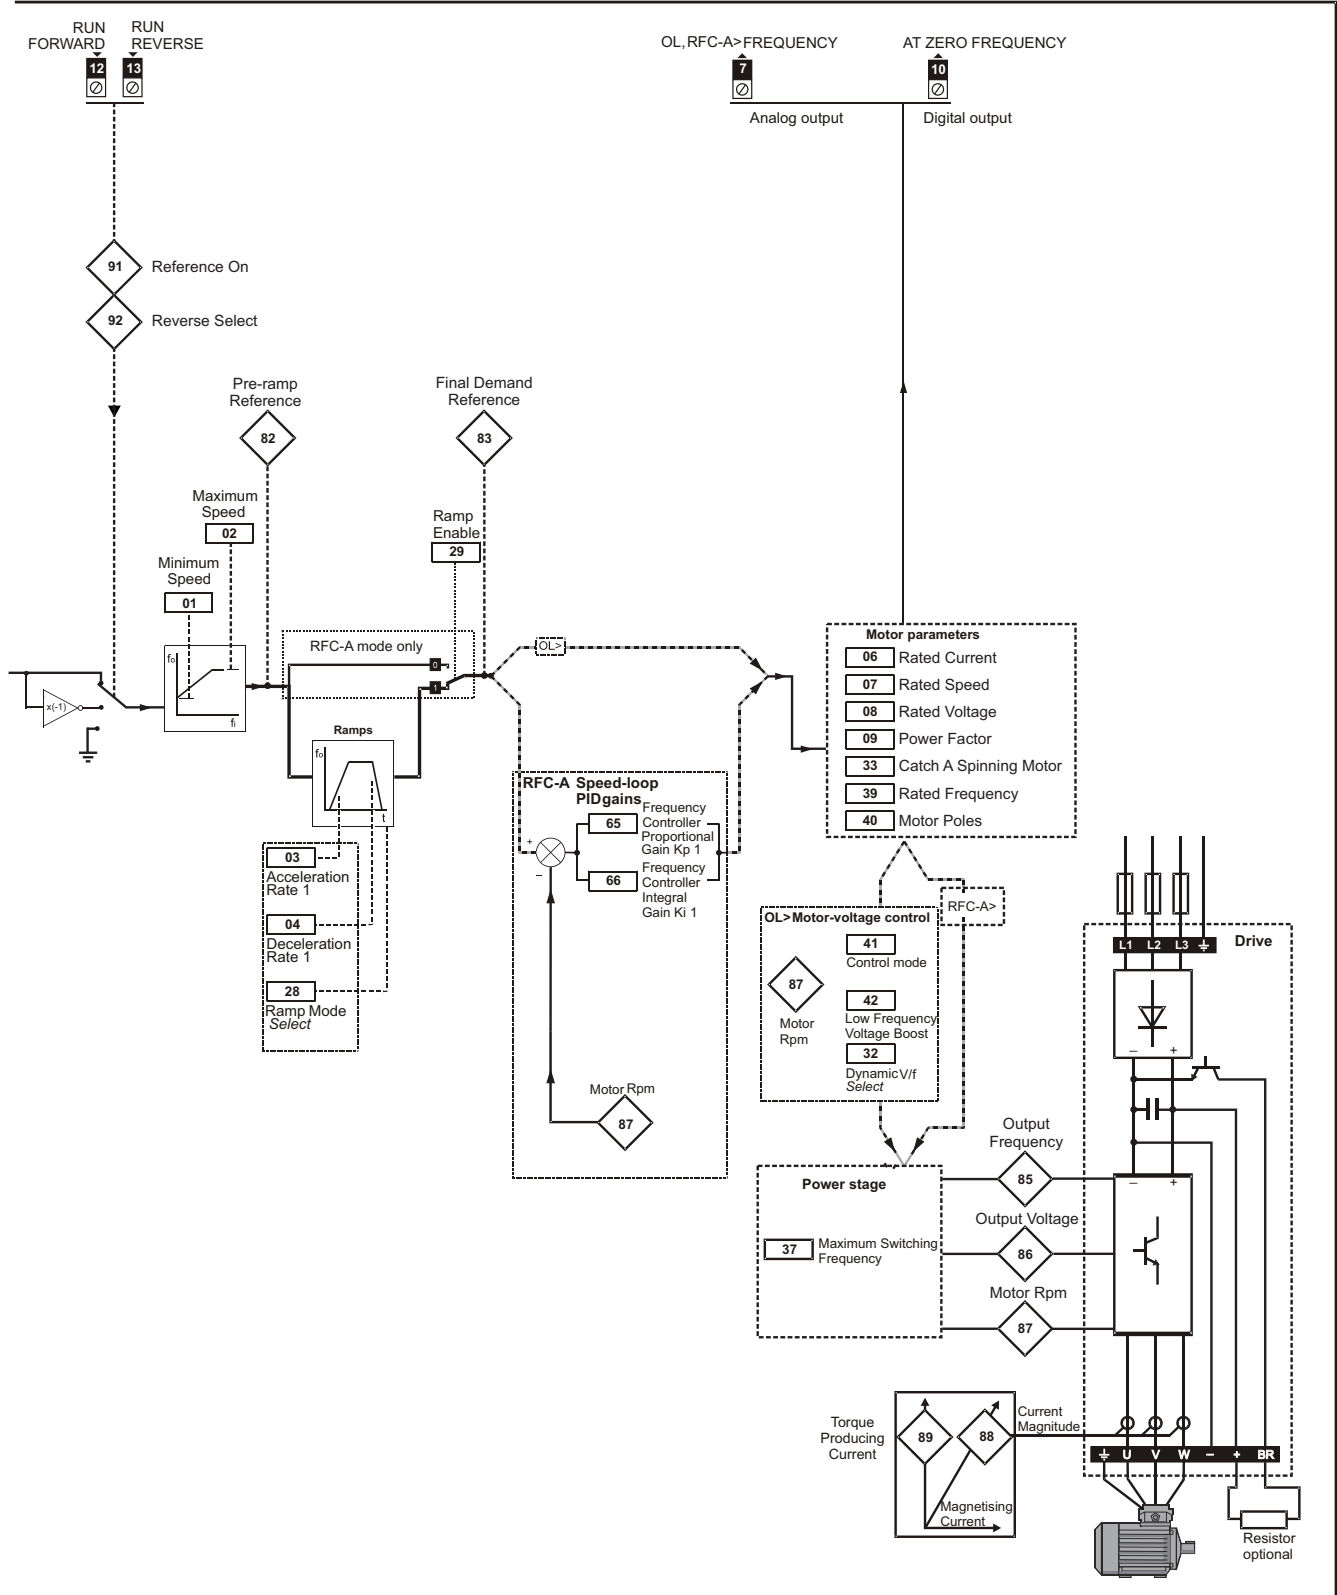 RUN
FORWARD
RUN
REVERSE
12
13
OL,RFC-A>FREQUENCY
7
Analog output
AT ZERO FREQUENCY
10
Digital output
91
Reference On
92
Reverse Select
Pre-ramp
Reference
82
Final Demand
Reference
83
Maximum
Speed
02
Minimum
Speed
01
Ramp
Enable
29
RFC-A mode only
0
1
OL>
x(-1)
fo
fi
Ramps
fo
t
03
Acceleration
Rate 1
04
Deceleration
Rate 1
28
Ramp Mode
Select
RFC-A Speed-loop
PIDgains
65
Frequency
Controller
Proportional
Gain Kp 1
66
Frequency
Controller
Integral
Gain Ki 1
+
–
Motor Rpm
87
Motor parameters
06 Rated Current
07 Rated Speed
08 Rated Voltage
09 Power Factor
33 Catch A Spinning Motor
39 Rated Frequency
40 Motor Poles
RFC-A>
OL>Motor-voltage control
41
Control mode
87
Motor
Rpm
42
Low Frequency
Voltage Boost
32
DynamicV/f
Select
Power stage
37
Maximum Switching
Frequency
Output
Frequency
85
Output Voltage
86
Motor Rpm
87
Drive
L1 L2 L3
– +
– +
Torque
Producing
Current
89
88
Magnetising
Current
Current
Magnitude
U V W – + BR
Resistor
optional